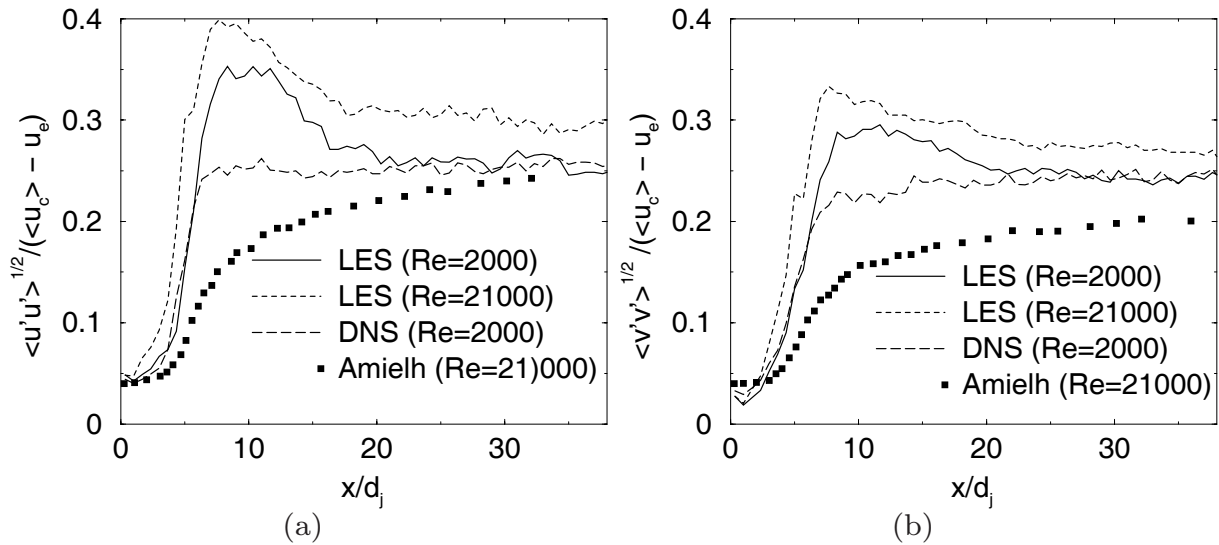 0.4
0.3
0.2
0.1
0
<u'u'>^1/2/(<u_c> − u_e)
LES (Re=2000)
LES (Re=21000)
DNS (Re=2000)
Amielh (Re=21)000)
0 10 20 30
x/d_j
(a)
0.4
0.3
0.2
0.1
0
<v'v'>^1/2/(<u_c> − u_e)
LES (Re=2000)
LES (Re=21000)
DNS (Re=2000)
Amielh (Re=21000)
0 10 20 30
x/d_j
(b)